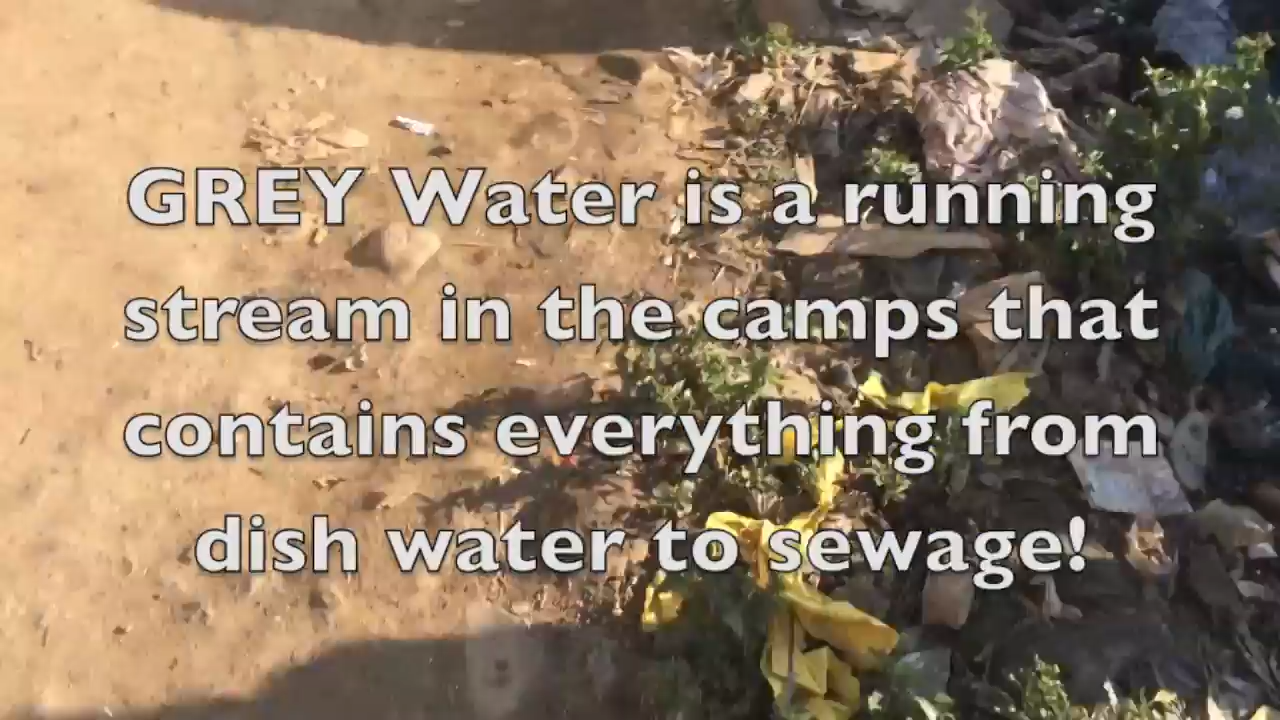 GREY Water is a running
stream in the camps that
contains everything from
dish water to sewage!